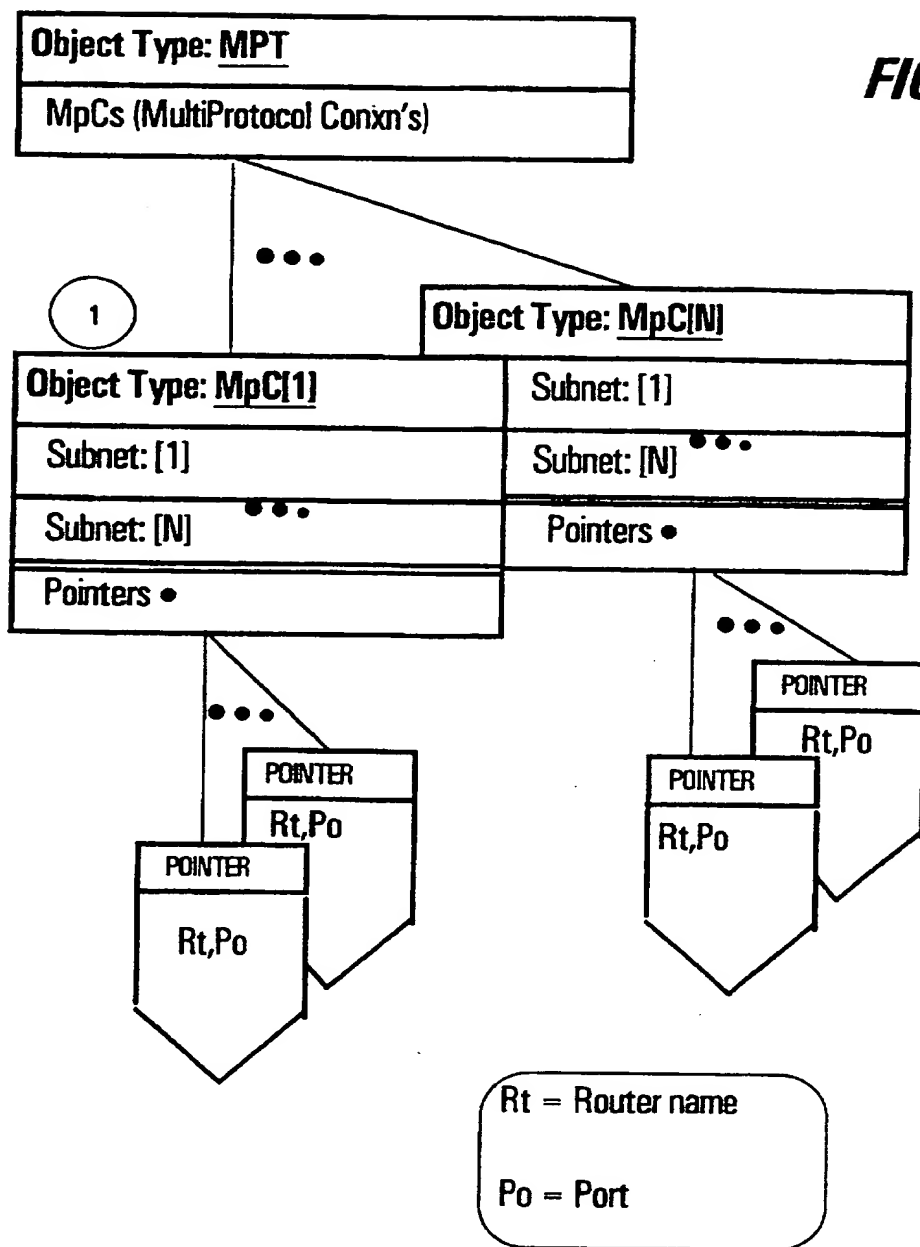 Object Type: MPT
MpCs (MultiProtocol Conxn's)
1
Object Type: MpC[N]
Subnet: [1]
Subnet: [N]
Pointers
Object Type: MpC[1]
Subnet: [1]
Subnet: [N]
Pointers
POINTER
Rt,Po
POINTER
Rt,Po
POINTER
Rt,Po
POINTER
Rt,Po
Rt = Router name
Po = Port